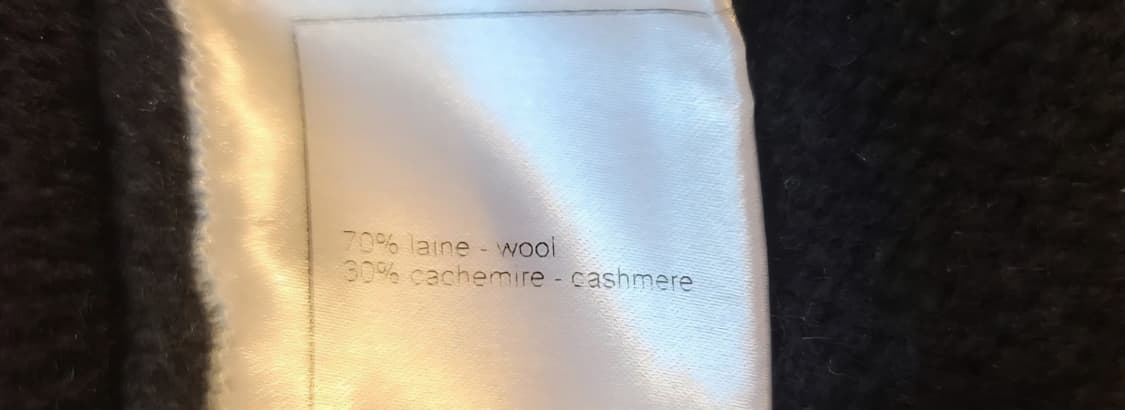 70% laine - wool
30% cachemire - cashmere